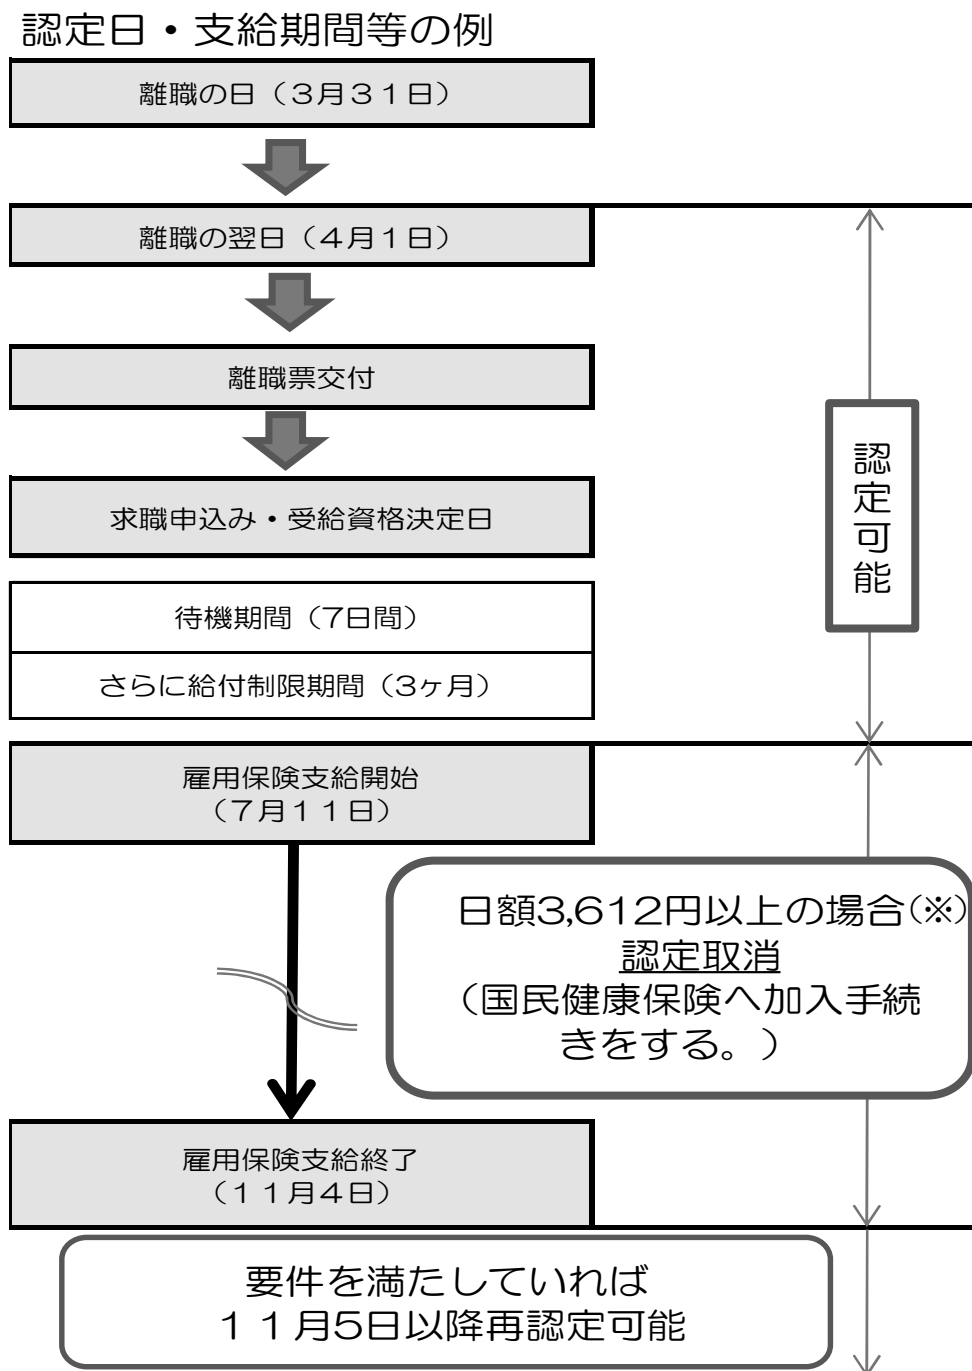 認定日・支給期間等の例
離職の日（３月３１日）
離職の翌日（４月１日）
離職票交付
求職申込み・受給資格決定日
待機期間（7日間）
さらに給付制限期間（3ヶ月）
認定可能
雇用保険支給開始
（７月１１日）
日額3,612円以上の場合(※)
認定取消
（国民健康保険へ加入手続
きをする。）
雇用保険支給終了
（１１月４日）
要件を満たしていれば
１１月5日以降再認定可能